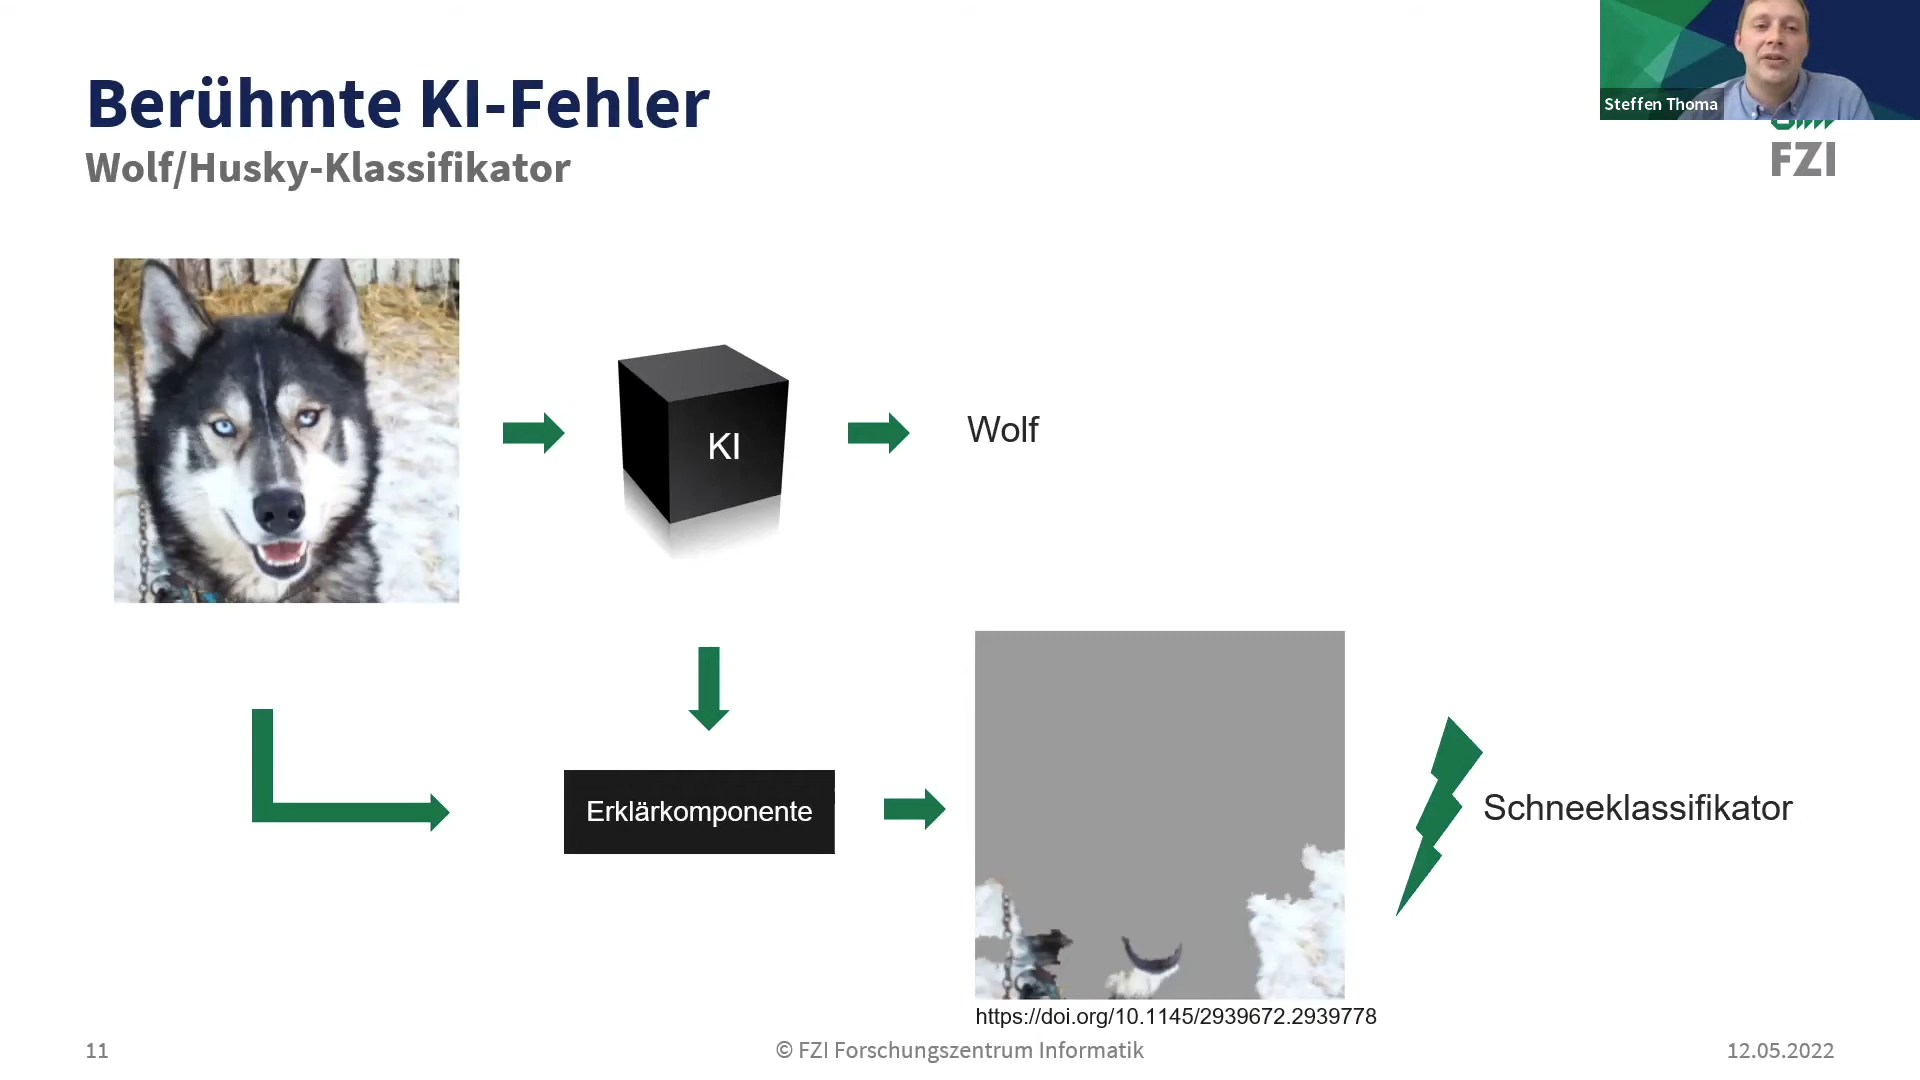 Berühmte KI-Fehler
Wolf/Husky-Klassifikator
Steffen Thoma
FZI
KI
Wolf
Erklärkomponente
Schneeklassifikator
https://doi.org/10.1145/2939672.2939778
11
© FZI Forschungszentrum Informatik
12.05.2022